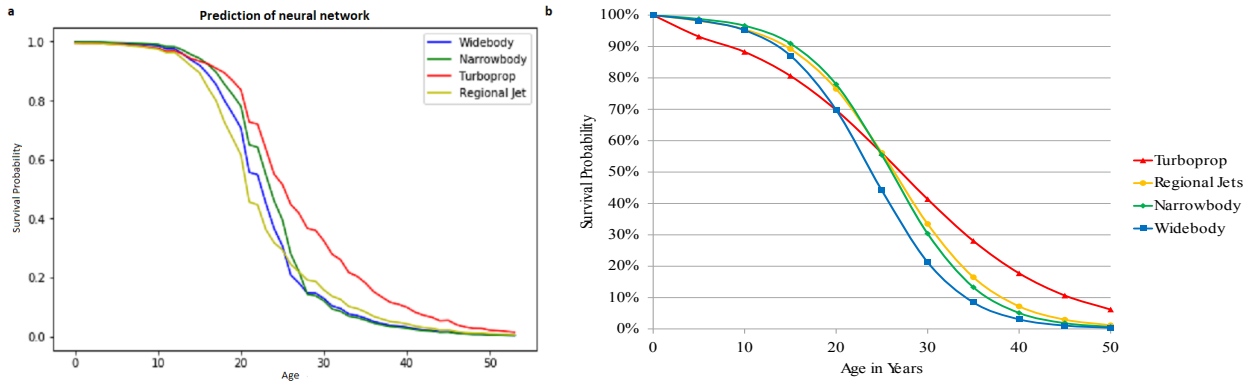 a
Prediction of neural network
Survival Probability
1.0
0.8
0.6
0.4
0.2
0.0
0 10 20 30 40 50
Age
Widebody
Narrowbody
Turboprop
Regional Jet
b
Survival Probability
100%
90%
80%
70%
60%
50%
40%
30%
20%
10%
0%
0 10 20 30 40 50
Age in Years
Turboprop
Regional Jets
Narrowbody
Widebody